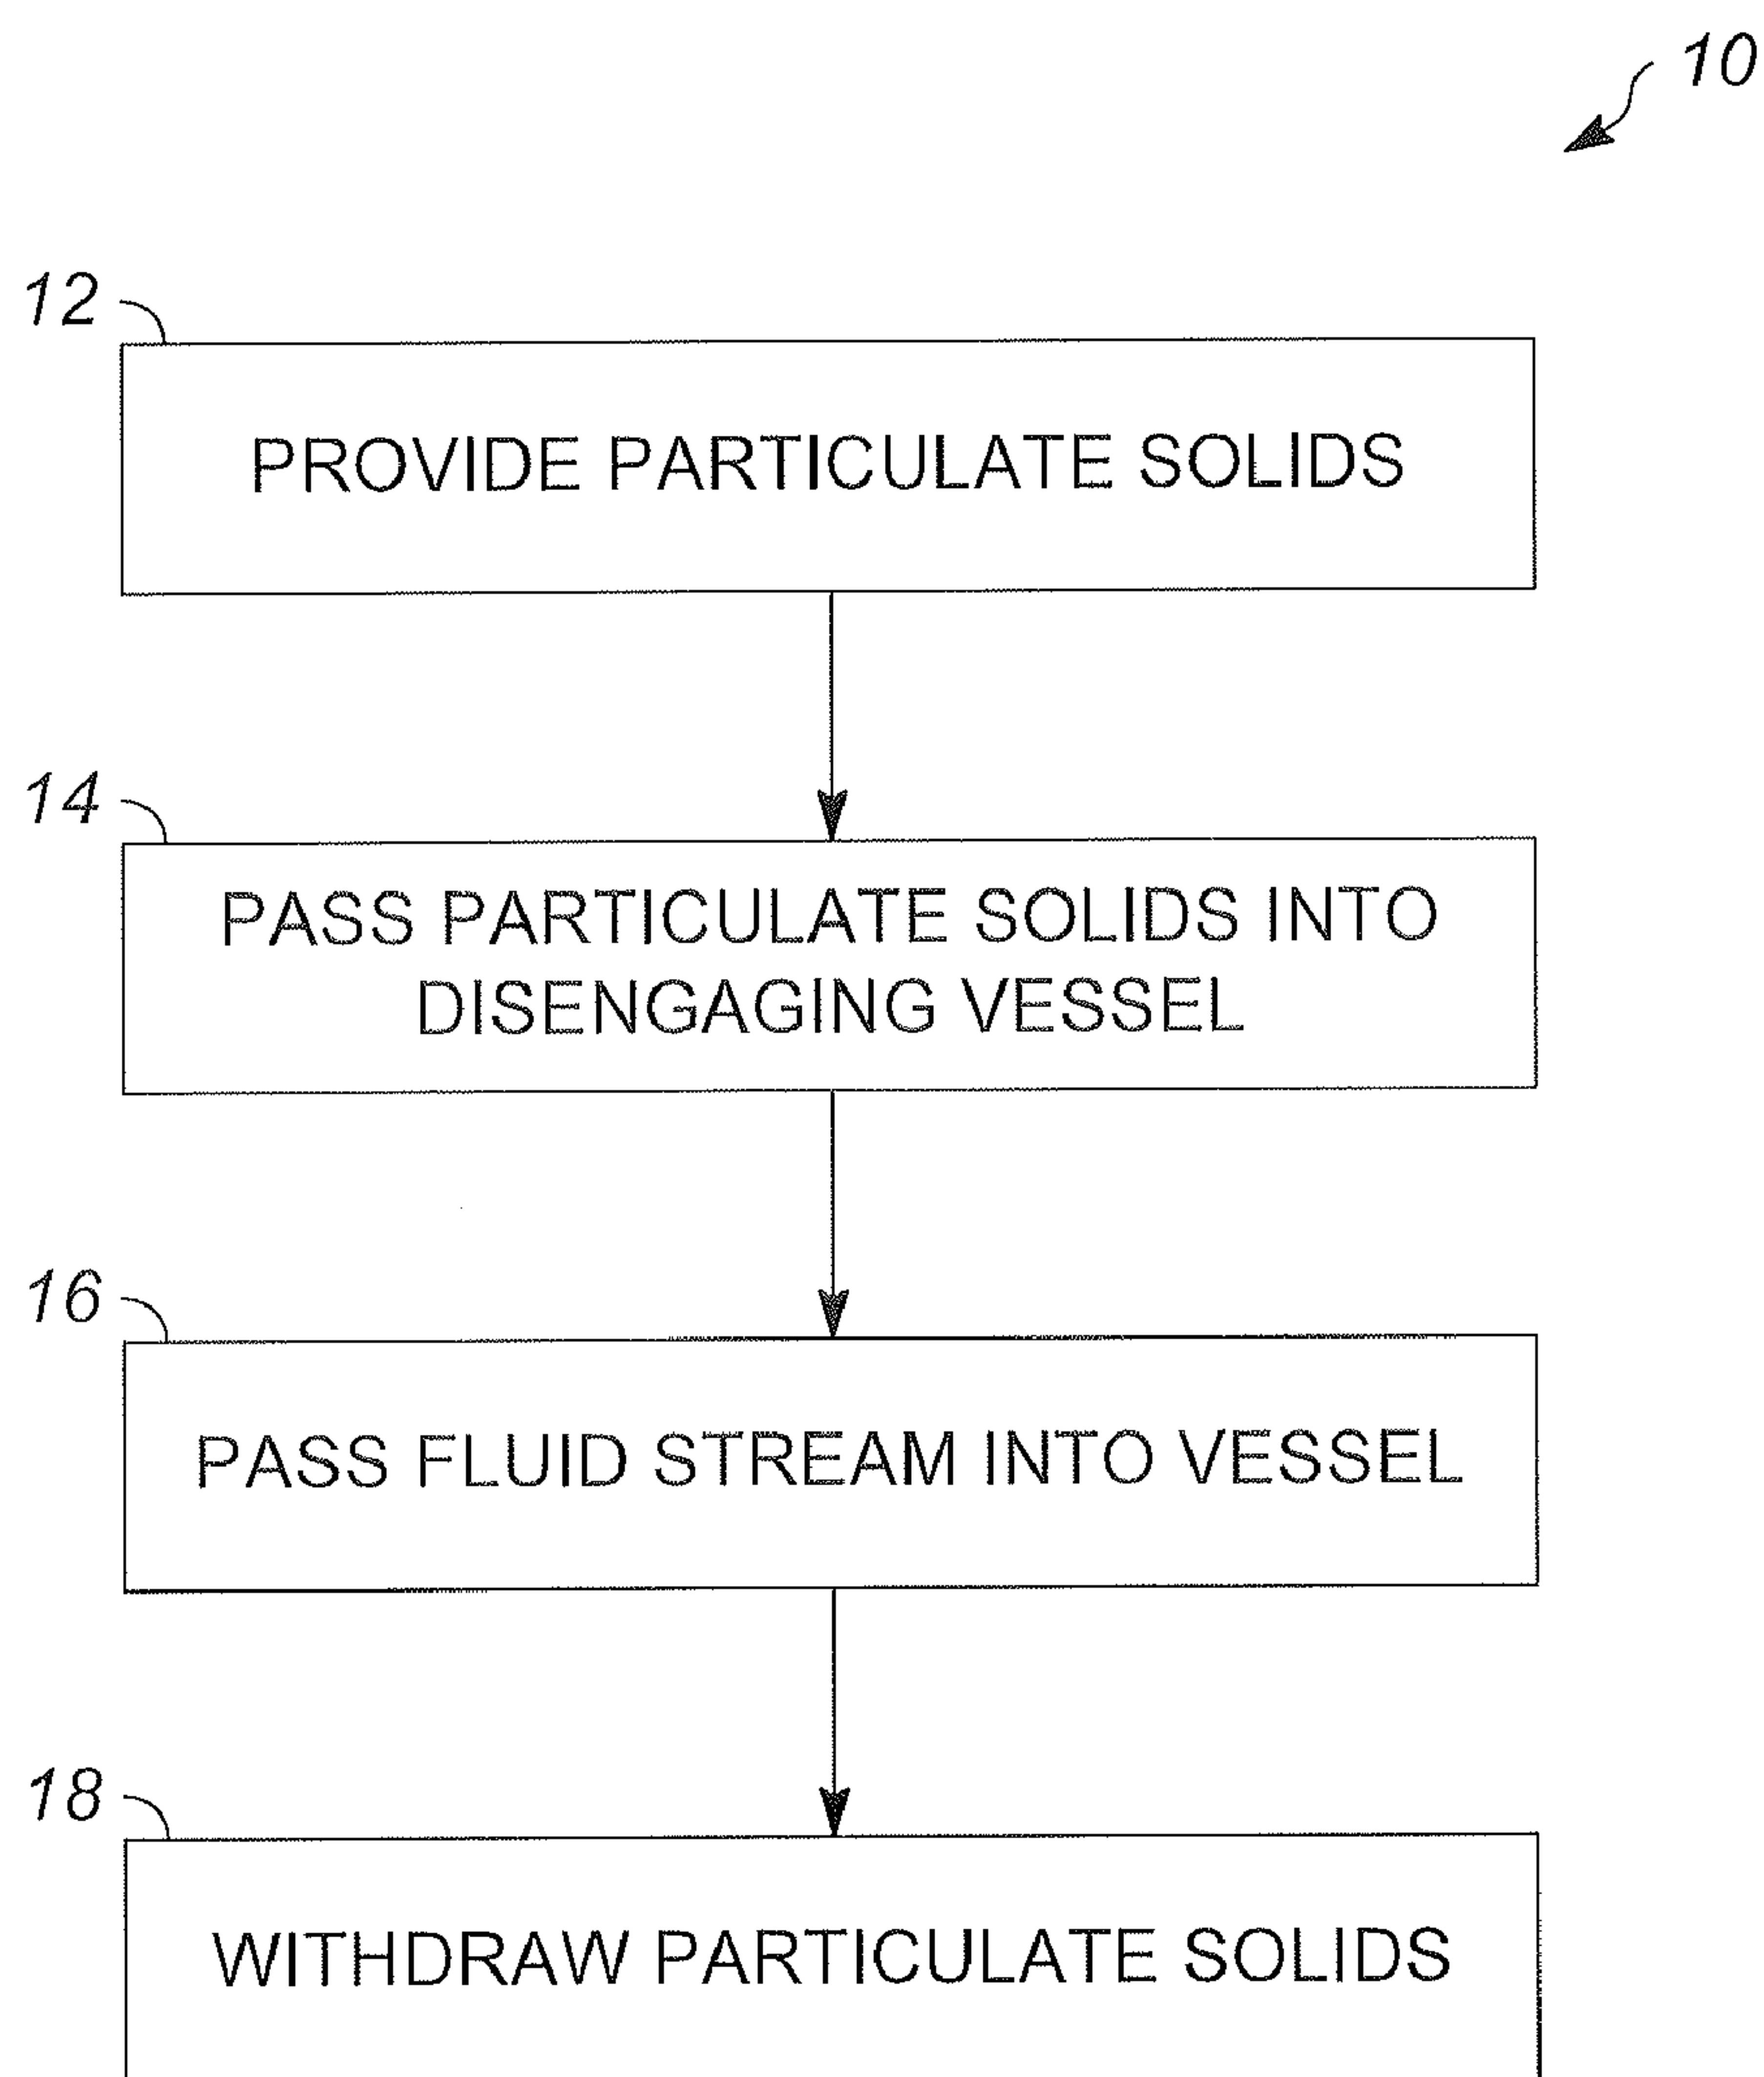 10
12
PROVIDE PARTICULATE SOLIDS
14
PASS PARTICULATE SOLIDS INTO
DISENGAGING VESSEL
16
PASS FLUID STREAM INTO VESSEL
18
WITHDRAW PARTICULATE SOLIDS